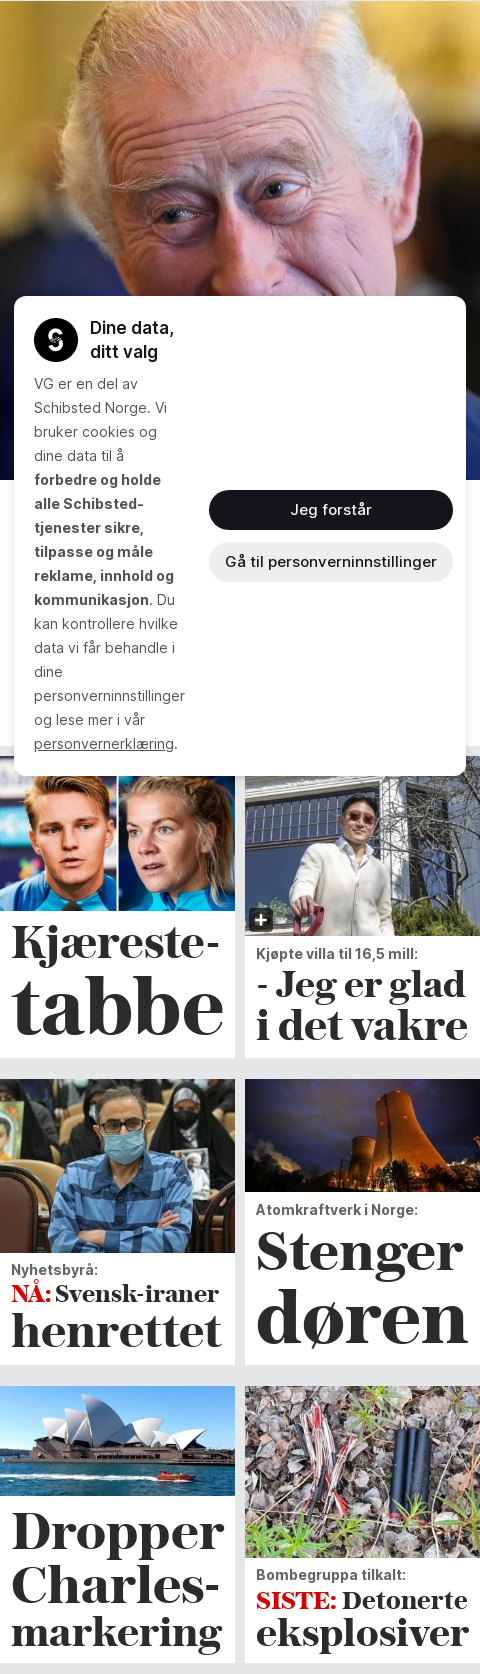 Dine data,
ditt valg
VG er en del av
Schibsted Norge. Vi
bruker cookies og
dine data til å
forbedre og holde
alle Schibsted-
tjenester sikre,
tilpasse og måle
reklame, innhold og
kommunikasjon. Du
kan kontrollere hvilke
data vi får behandle i
dine
personverninnstillinger
og lese mer i vår
personvernerklæring.
Jeg forstår
Gå til personverninnstillinger
Kjæreste-
tabbe
Kjøpte villa til 16,5 mill:
- Jeg er glad
i det vakre
Nyhetsbyrå:
NÅ: Svensk-iraner
henrettet
Atomkraftverk i Norge:
Stenger
døren
Dropper
Charles-
markering
Bombegruppa tilkalt:
SISTE: Detonerte
eksplosiver